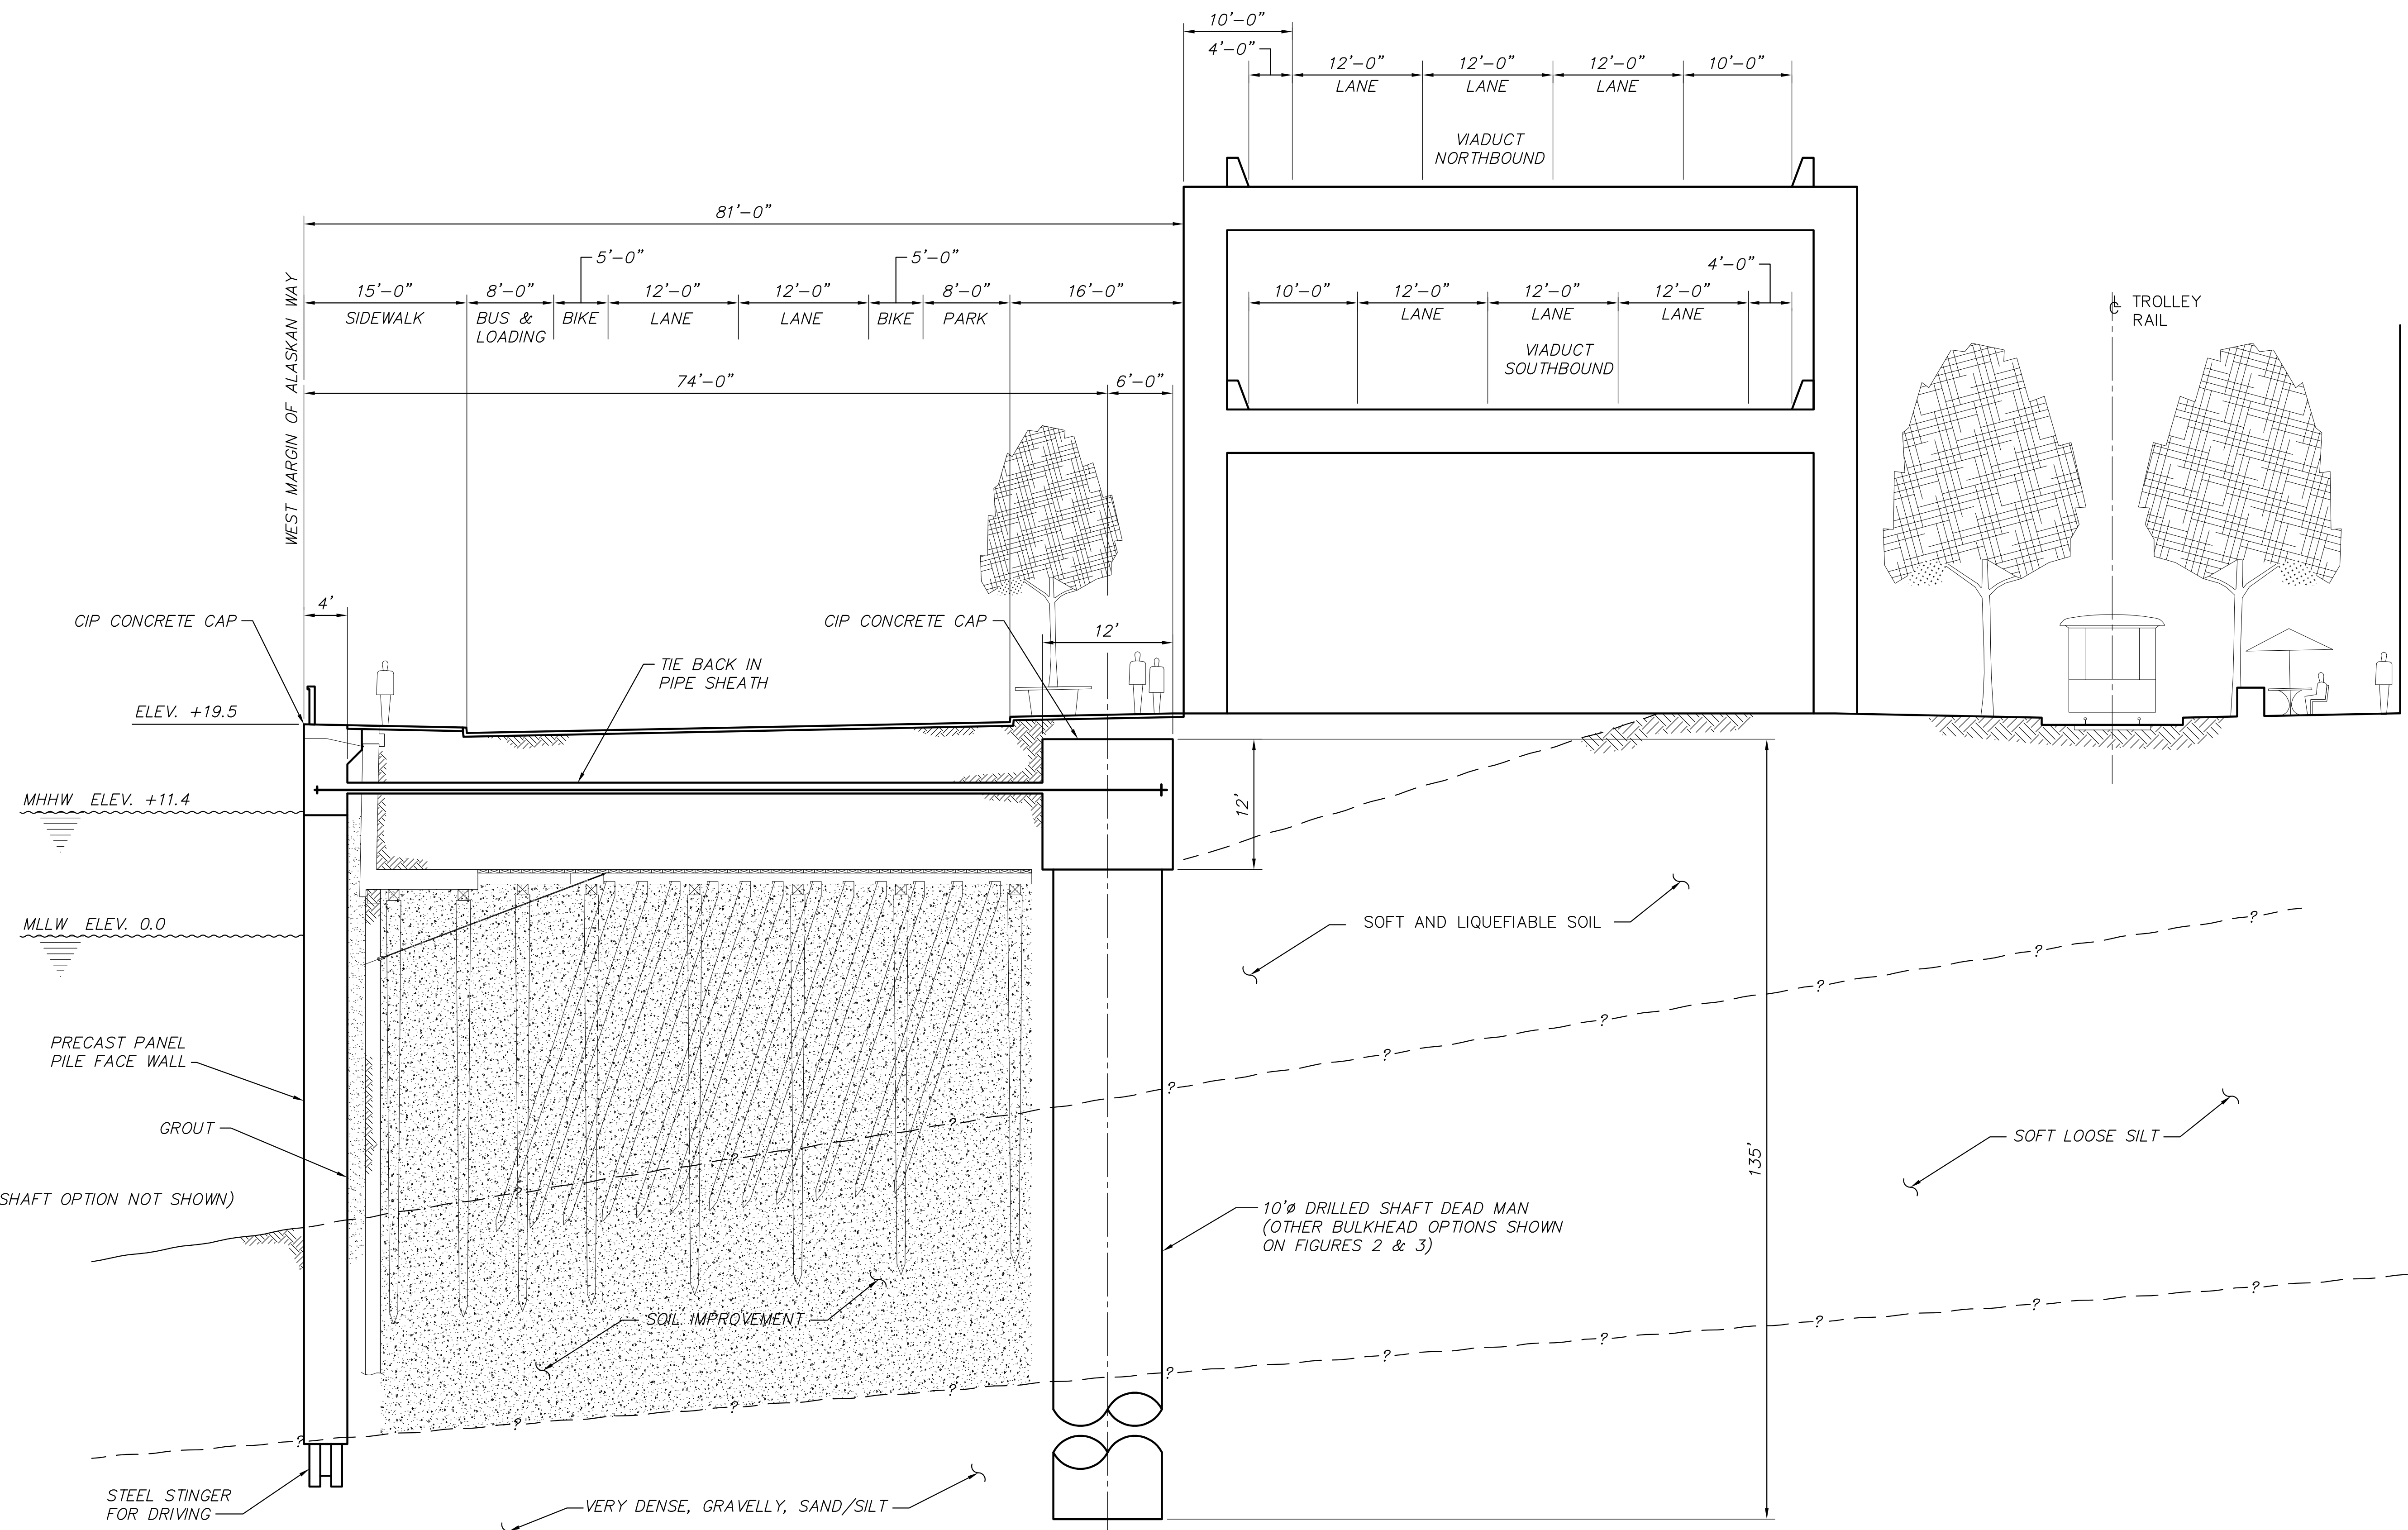 10'-0"
4'-0"
12'-0" 12'-0" 12'-0" 10'-0"
LANE LANE LANE
VIADUCT
NORTHBOUND
81'-0"
5'-0" 5'-0"
15'-0" 8'-0" 12'-0" 12'-0" 8'-0" 16'-0"
SIDEWALK BUS & BIKE LANE LANE BIKE PARK
LOADING
WEST MARGIN OF ALASKAN WAY
4'-0"
10'-0" 12'-0" 12'-0" 12'-0"
LANE LANE LANE
VIADUCT
SOUTHBOUND
℄ TROLLEY
RAIL
74'-0" 6'-0"
4'
CIP CONCRETE CAP
CIP CONCRETE CAP
12'
TIE BACK IN
PIPE SHEATH
ELEV. +19.5
MHHW ELEV. +11.4
12'
MLLW ELEV. 0.0
SOFT AND LIQUEFIABLE SOIL
? ? ? ? ? ? ? ? ?
PRECAST PANEL
PILE FACE WALL
GROUT
SOFT LOOSE SILT
135'
SHAFT OPTION NOT SHOWN)
10'ø DRILLED SHAFT DEAD MAN
(OTHER BULKHEAD OPTIONS SHOWN
ON FIGURES 2 & 3)
SOIL IMPROVEMENT
? ? ? ? ? ? ? ? ? ?
STEEL STINGER
FOR DRIVING
VERY DENSE, GRAVELLY, SAND/SILT